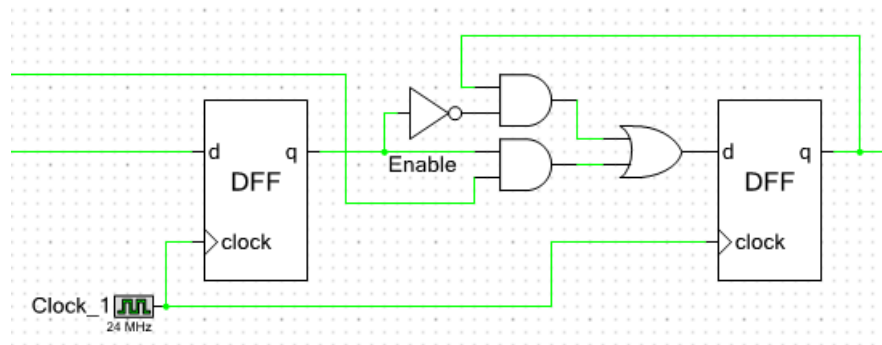 d q
DFF
clock
Enable
d q
DFF
clock
Clock_1
24 MHz